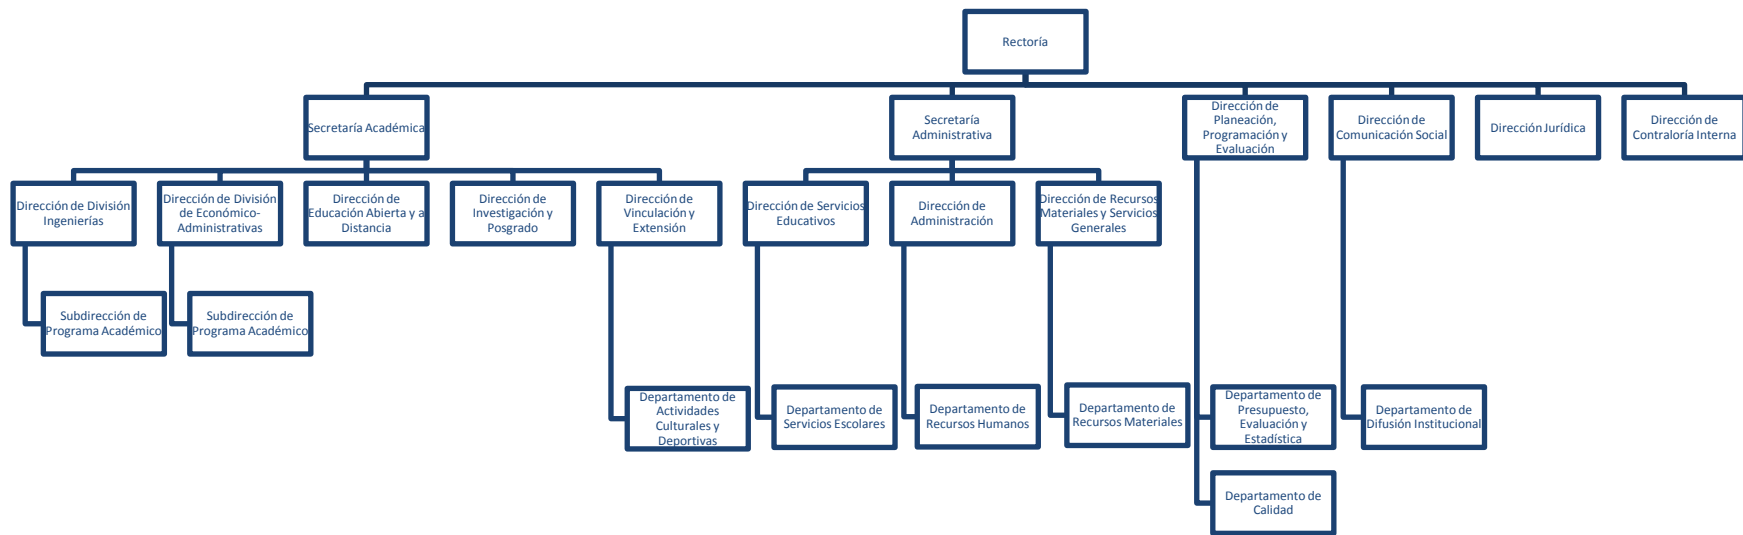 Rectoría
Secretaría Académica
Secretaría
Administrativa
Dirección de
Planeación,
Programación y
Evaluación
Dirección de
Comunicación Social
Dirección Jurídica
Dirección de
Contraloría Interna
Dirección de División
Ingenierías
Dirección de División
de Económico-
Administrativas
Dirección de
Educación Abierta y a
Distancia
Dirección de
Investigación y
Posgrado
Dirección de
Vinculación y
Extensión
Dirección de Servicios
Educativos
Dirección de
Administración
Dirección de Recursos
Materiales y Servicios
Generales
Subdirección de
Programa Académico
Subdirección de
Programa Académico
Departamento de
Actividades
Culturales y
Deportivas
Departamento de
Servicios Escolares
Departamento de
Recursos Humanos
Departamento de
Recursos Materiales
Departamento de
Presupuesto,
Evaluación y
Estadística
Departamento de
Difusión Institucional
Departamento de
Calidad